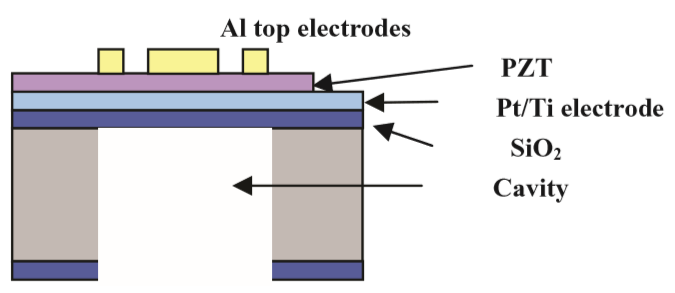 Al top electrodes
PZT
Pt/Ti electrode
SiO₂
Cavity